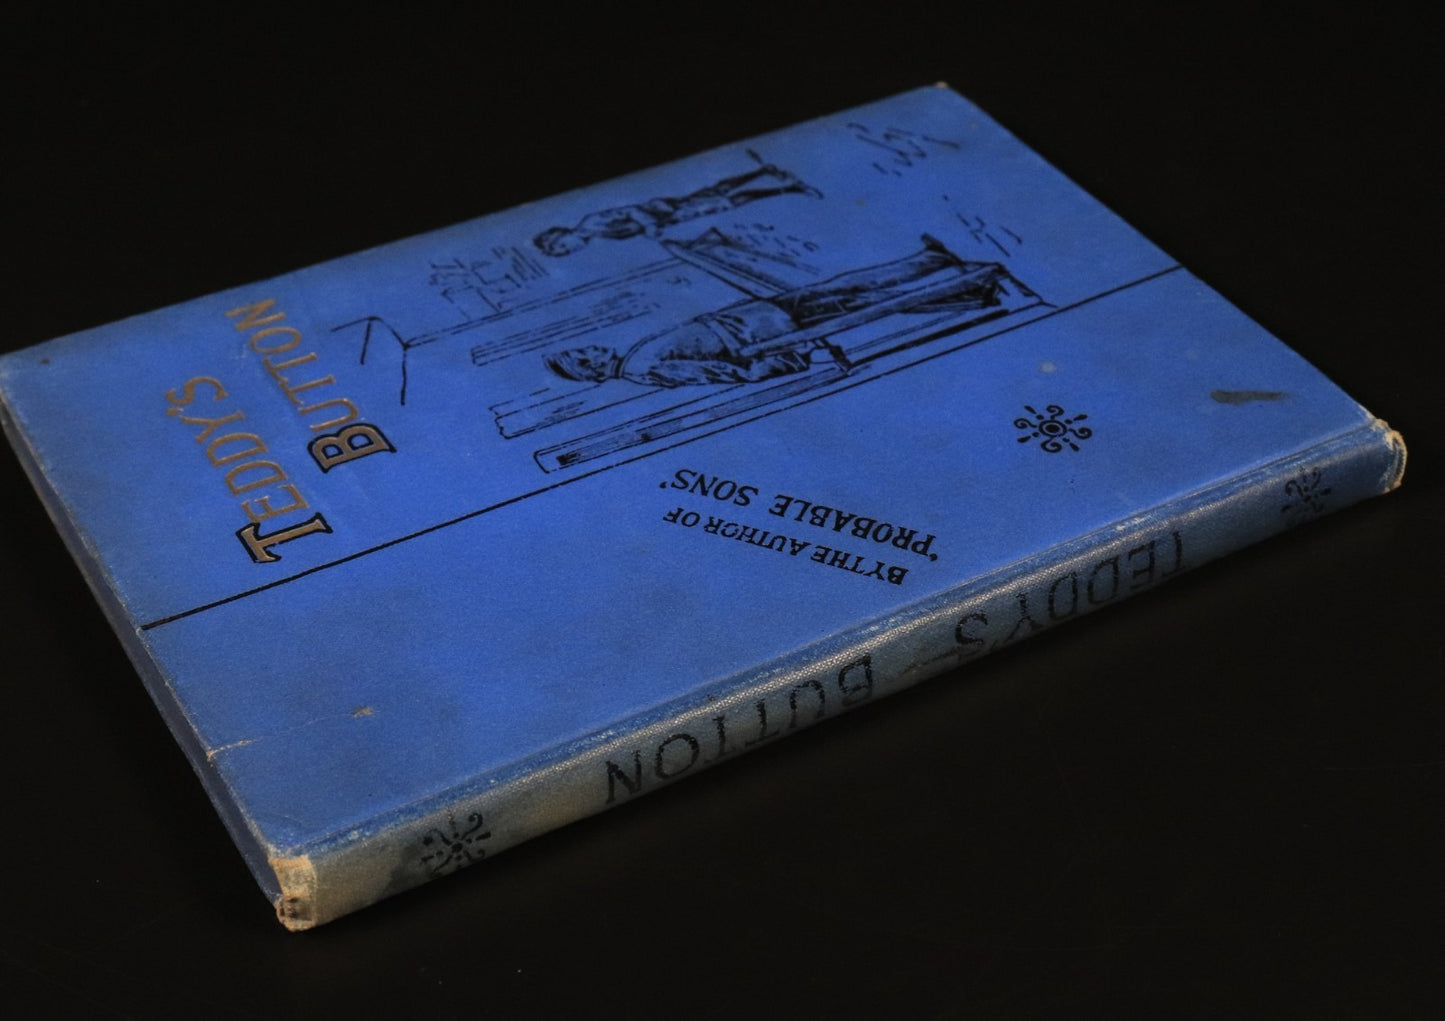 TEDDY'S
BUTTON
BY THE AUTHOR OF
'PROBABLE SONS'
TEDDY'S BUTTON